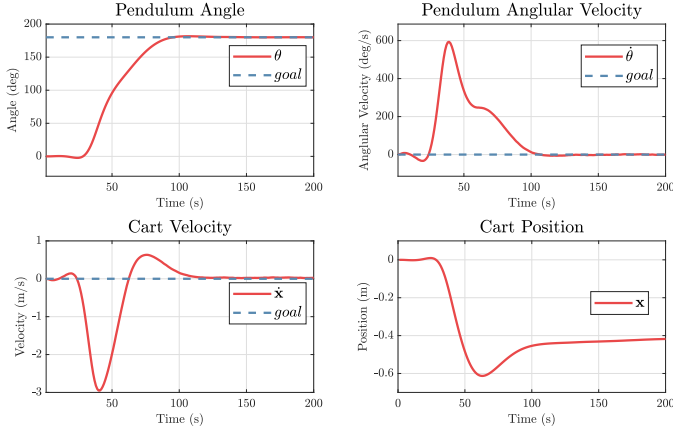 Pendulum Angle
200
150
100
50
0
Angle (deg)
θ
goal
50
100
150
200
Time (s)
Pendulum Anglular Velocity
600
400
200
0
Anglular Velocity (deg/s)
θ̇
goal
50
100
150
200
Time (s)
Cart Velocity
1
0
-1
-2
-3
Velocity (m/s)
ẋ
goal
50
100
150
200
Time (s)
Cart Position
0
-0.2
-0.4
-0.6
Position (m)
x
0
50
100
150
200
Time (s)